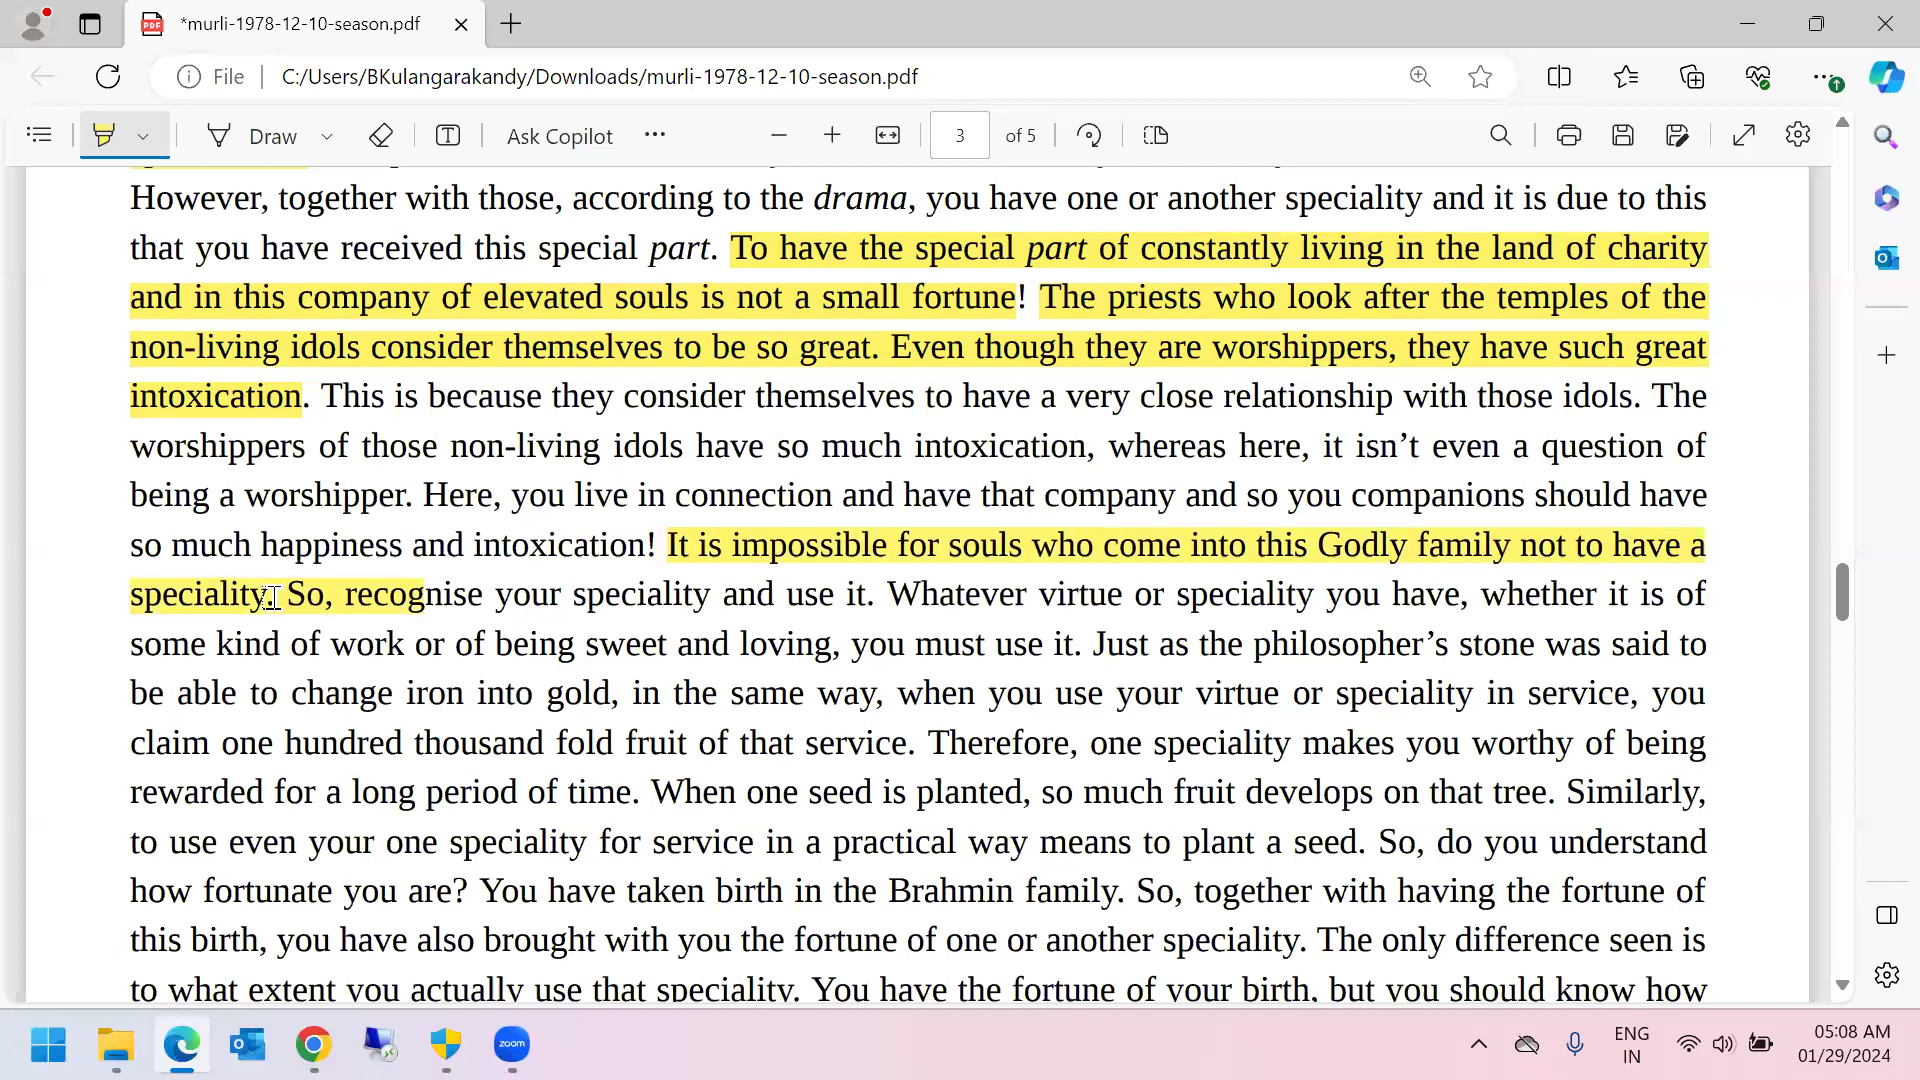 *murli-1978-12-10-season.pdf
File
C:/Users/BKulangarakandy/Downloads/murli-1978-12-10-season.pdf
Draw
Ask Copilot
3
of 5
However, together with those, according to the drama, you have one or another speciality and it is due to this
that you have received this special part. To have the special part of constantly living in the land of charity
and in this company of elevated souls is not a small fortune! The priests who look after the temples of the
non-living idols consider themselves to be so great. Even though they are worshippers, they have such great
intoxication. This is because they consider themselves to have a very close relationship with those idols. The
worshippers of those non-living idols have so much intoxication, whereas here, it isn’t even a question of
being a worshipper. Here, you live in connection and have that company and so you companions should have
so much happiness and intoxication! It is impossible for souls who come into this Godly family not to have a
speciality. So, recognise your speciality and use it. Whatever virtue or speciality you have, whether it is of
some kind of work or of being sweet and loving, you must use it. Just as the philosopher’s stone was said to
be able to change iron into gold, in the same way, when you use your virtue or speciality in service, you
claim one hundred thousand fold fruit of that service. Therefore, one speciality makes you worthy of being
rewarded for a long period of time. When one seed is planted, so much fruit develops on that tree. Similarly,
to use even your one speciality for service in a practical way means to plant a seed. So, do you understand
how fortunate you are? You have taken birth in the Brahmin family. So, together with having the fortune of
this birth, you have also brought with you the fortune of one or another speciality. The only difference seen is
to what extent you actually use that speciality. You have the fortune of your birth, but you should know how
zoom
ENG
IN
05:08 AM
01/29/2024